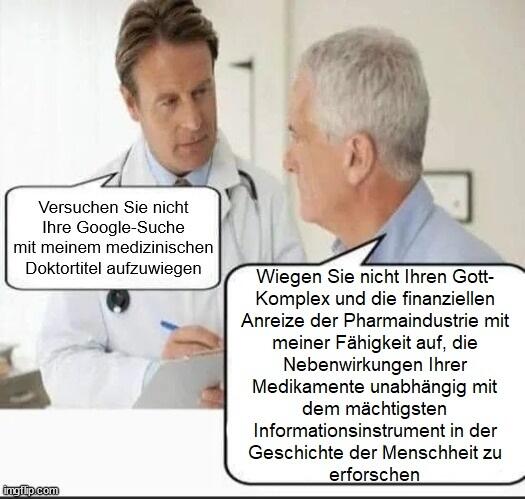 Versuchen Sie nicht
Ihre Google-Suche
mit meinem medizinischen
Doktortitel aufzuwiegen
Wiegen Sie nicht Ihren Gott-
Komplex und die finanziellen
Anreize der Pharmaindustrie mit
meiner Fähigkeit auf, die
Nebenwirkungen Ihrer
Medikamente unabhängig mit
dem mächtigsten
Informationsinstrument in der
Geschichte der Menschheit zu
erforschen
imgflip.com